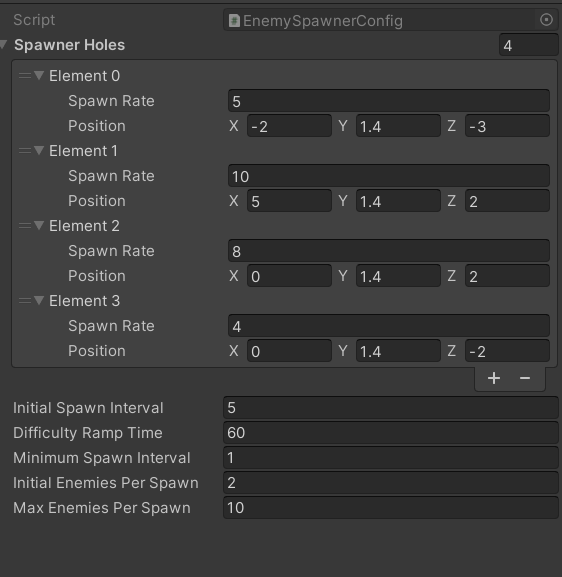 Script EnemySpawnerConfig
Spawner Holes 4
Element 0
Spawn Rate 5
Position X -2 Y 1.4 Z -3
Element 1
Spawn Rate 10
Position X 5 Y 1.4 Z 2
Element 2
Spawn Rate 8
Position X 0 Y 1.4 Z 2
Element 3
Spawn Rate 4
Position X 0 Y 1.4 Z -2
+ −
Initial Spawn Interval 5
Difficulty Ramp Time 60
Minimum Spawn Interval 1
Initial Enemies Per Spawn 2
Max Enemies Per Spawn 10